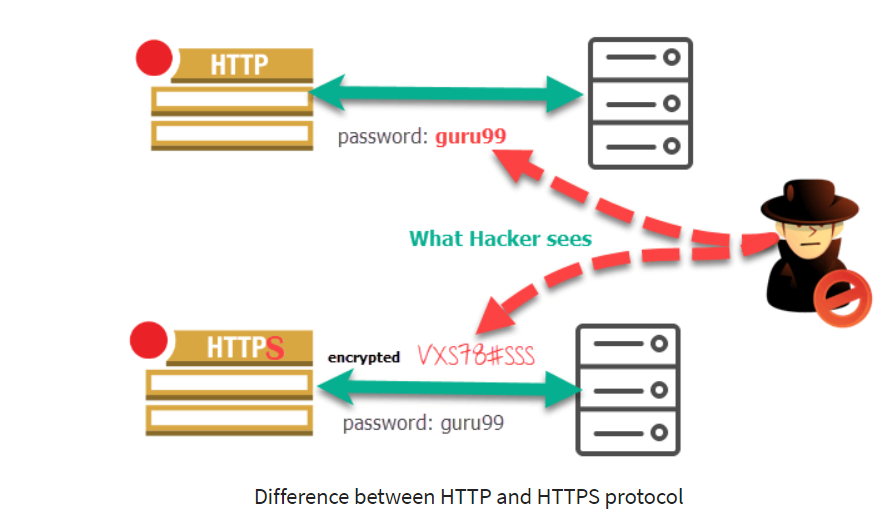 HTTP
password: guru99
What Hacker sees
HTTPS
encrypted VXS78#SSS
password: guru99
Difference between HTTP and HTTPS protocol